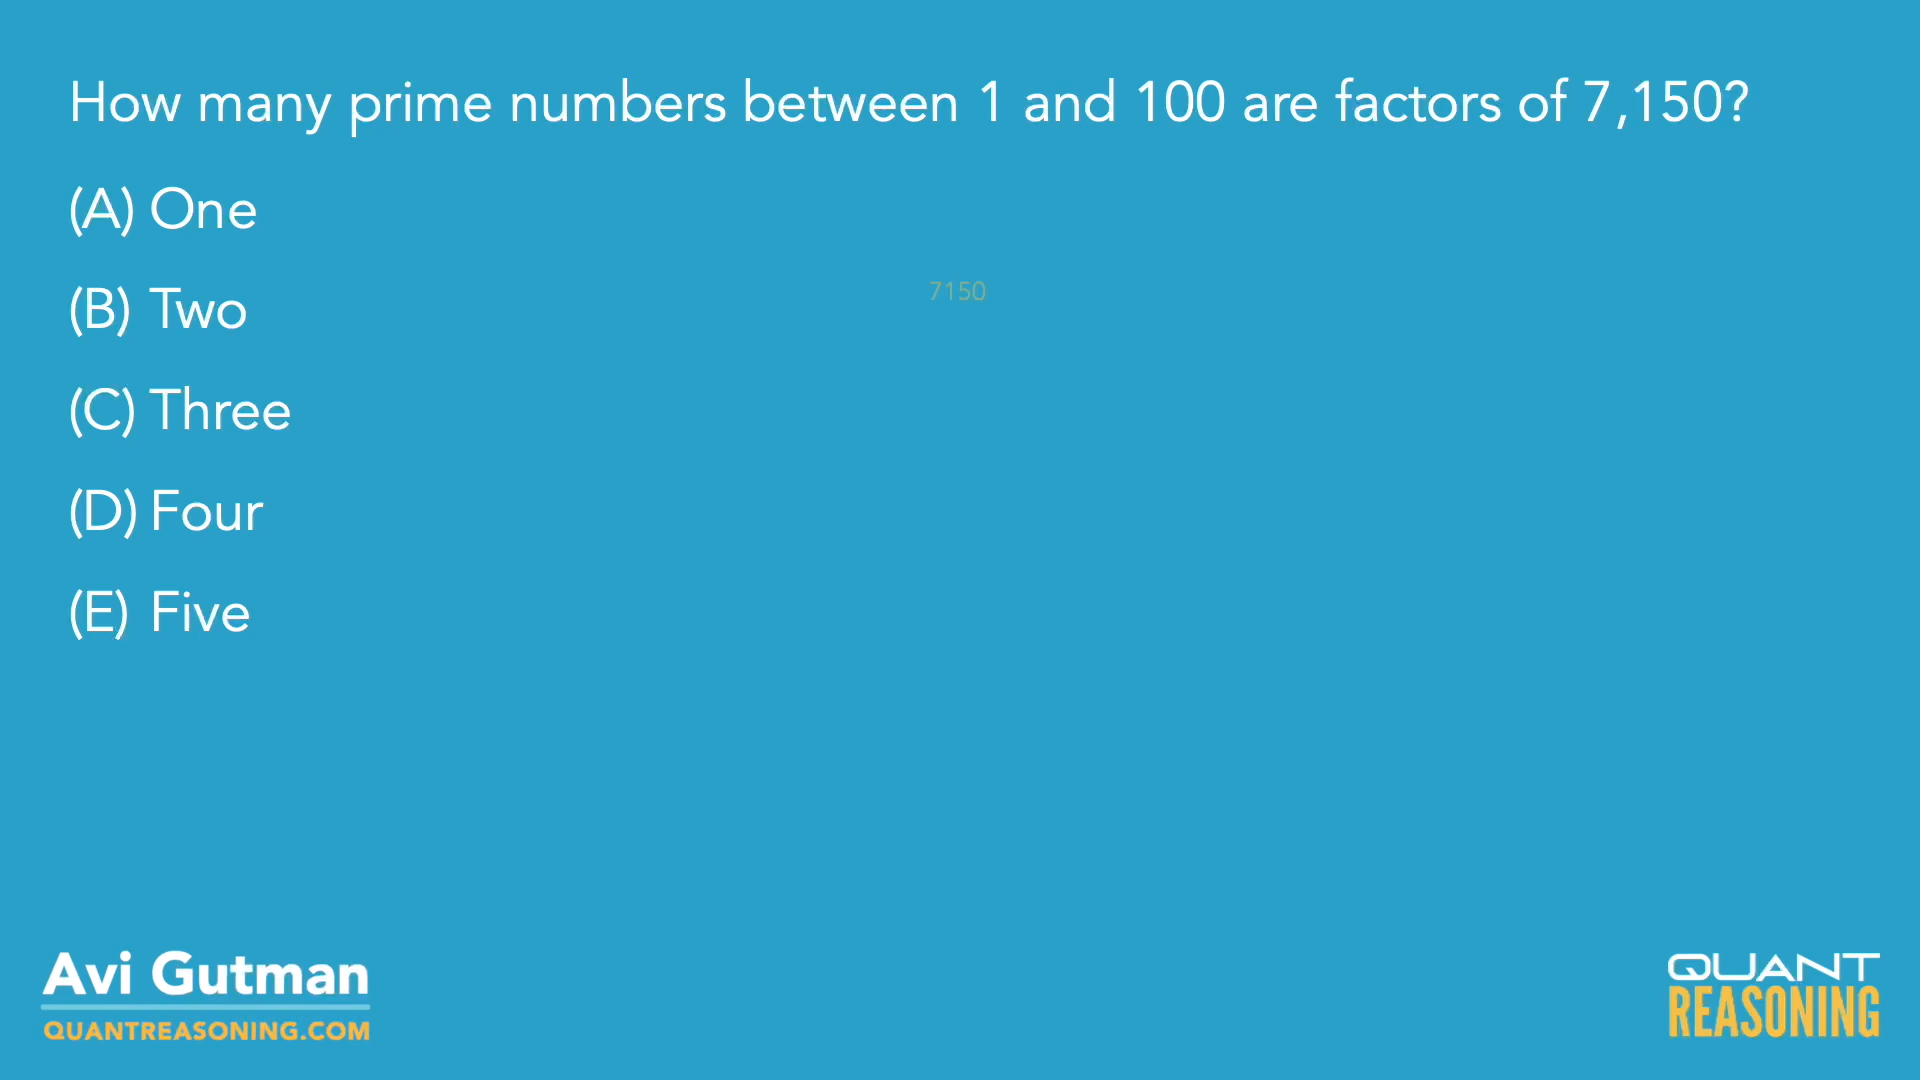 How many prime numbers between 1 and 100 are factors of 7,150?
(A) One
(B) Two
7150
(C) Three
(D) Four
(E) Five
Avi Gutman
QUANTREASONING.COM
QUANT
REASONING